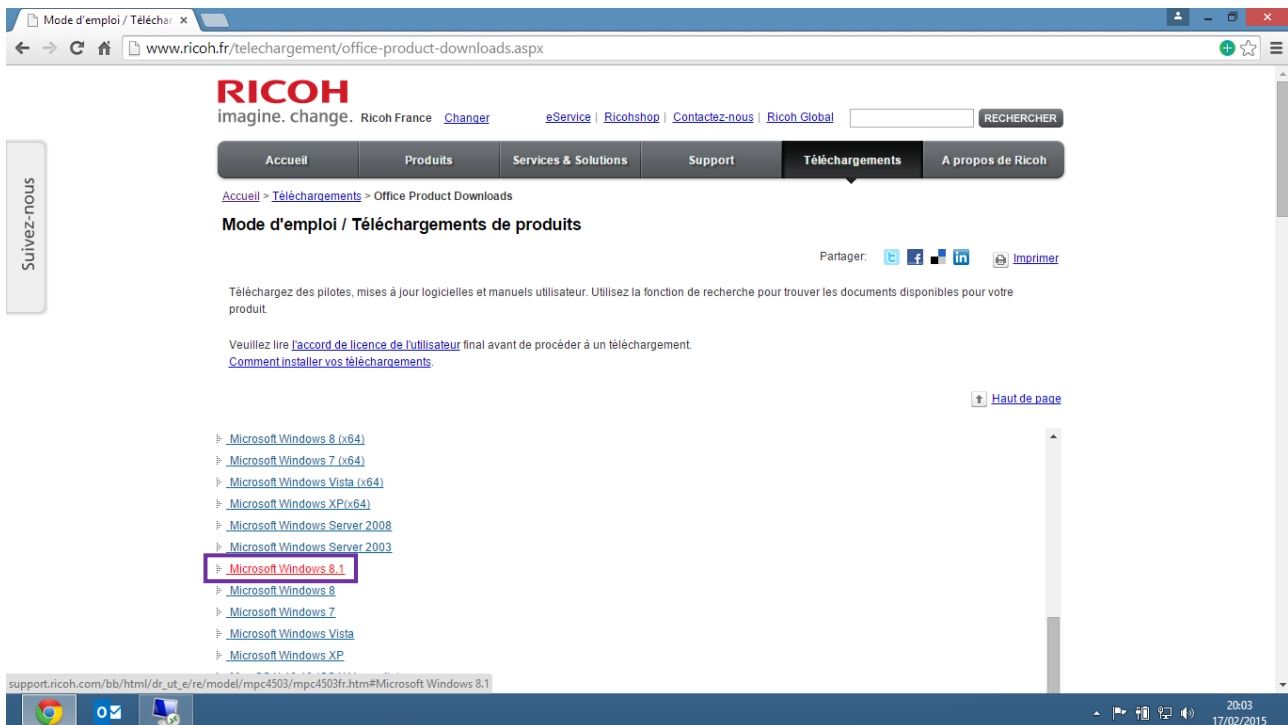 Mode d'emploi / Téléchar
www.ricoh.fr/telechargement/office-product-downloads.aspx
RICOH
imagine. change. Ricoh France Changer eService | Ricohshop | Contactez-nous | Ricoh Global RECHERCHER
Accueil Produits Services & Solutions Support Téléchargements A propos de Ricoh
Suivez-nous
Accueil > Téléchargements > Office Product Downloads
Mode d'emploi / Téléchargements de produits
Partager: Imprimer
Téléchargez des pilotes, mises à jour logicielles et manuels utilisateur. Utilisez la fonction de recherche pour trouver les documents disponibles pour votre
produit.
Veuillez lire l'accord de licence de l'utilisateur final avant de procéder à un téléchargement.
Comment installer vos téléchargements.
Haut de page
Microsoft Windows 8 (x64)
Microsoft Windows 7 (x64)
Microsoft Windows Vista (x64)
Microsoft Windows XP(x64)
Microsoft Windows Server 2008
Microsoft Windows Server 2003
Microsoft Windows 8.1
Microsoft Windows 8
Microsoft Windows 7
Microsoft Windows Vista
Microsoft Windows XP
support.ricoh.com/bb/html/dr_ut_e/re/model/mpc4503/mpc4503fr.htm#Microsoft Windows 8.1
20:03
17/02/2015